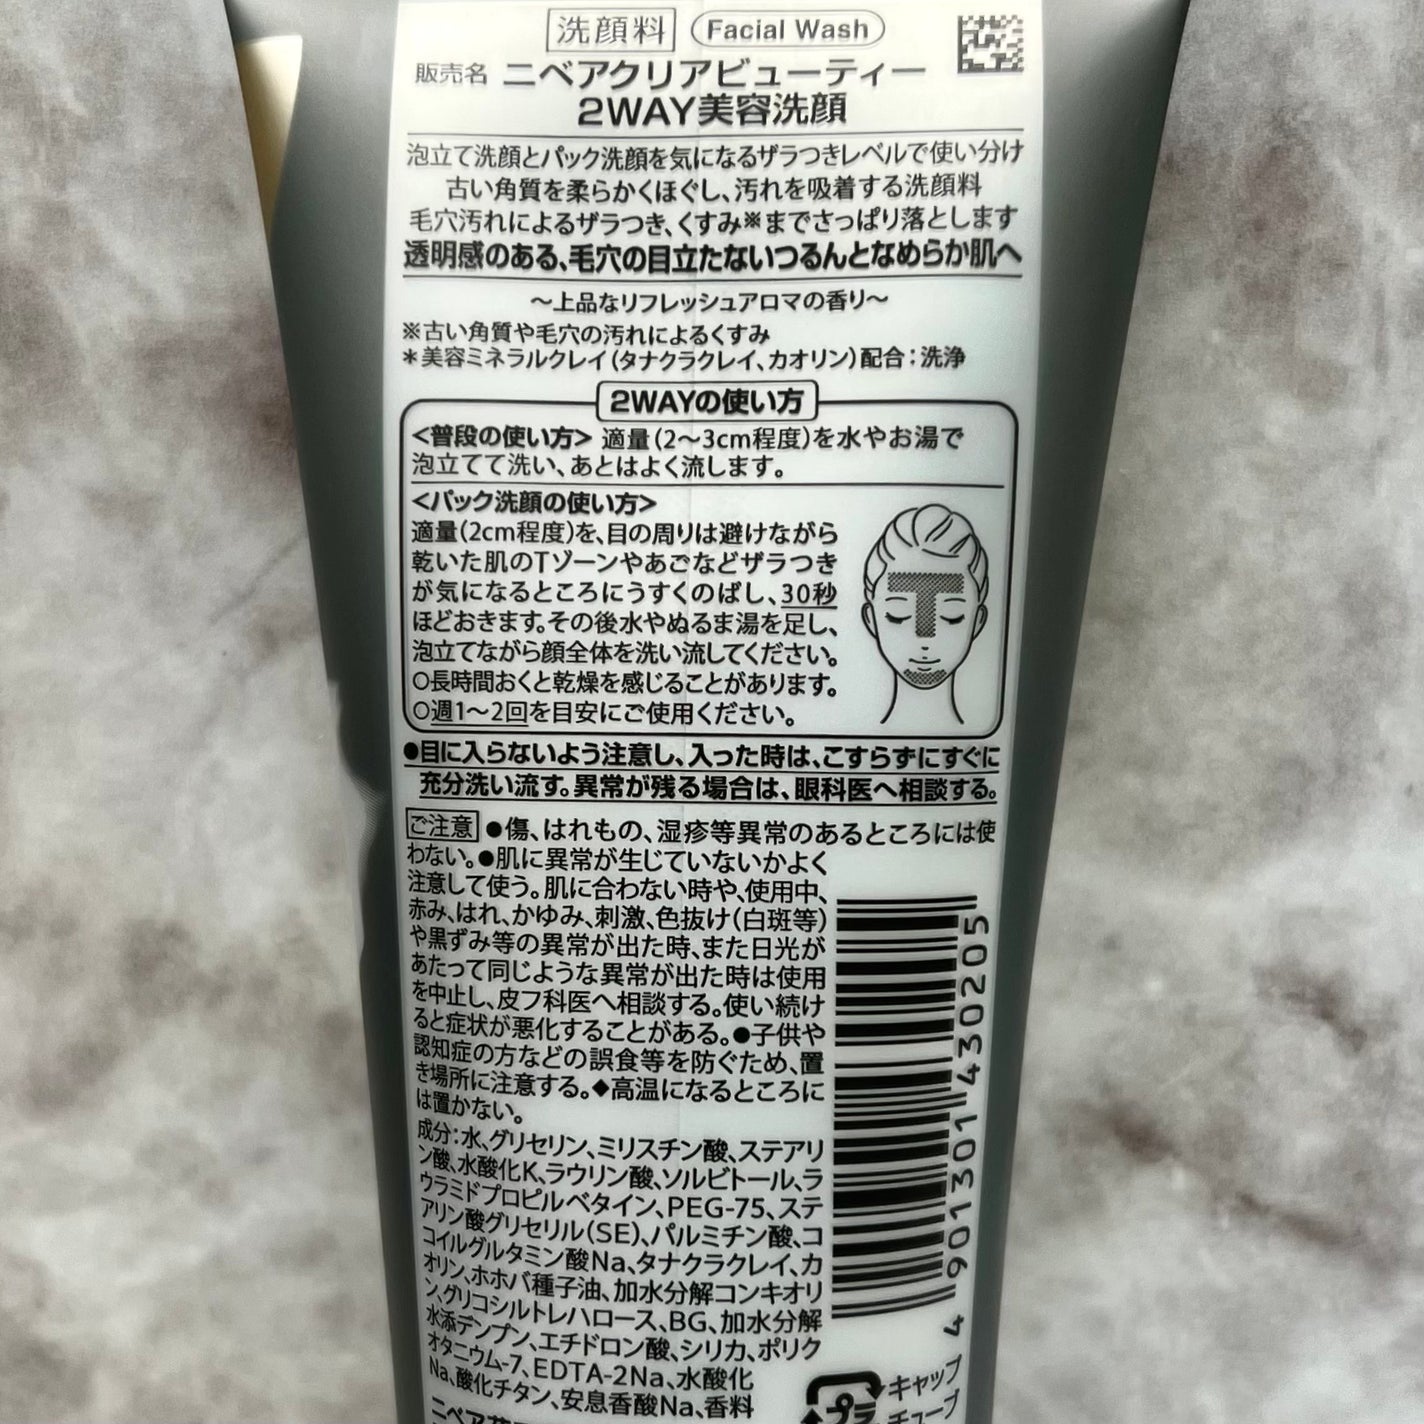 洗顔料 Facial Wash
販売名 ニベアクリアビューティー
2WAY美容洗顔
泡立て洗顔とパック洗顔を気になるザラつきレベルで使い分け
古い角質を柔らかくほぐし、汚れを吸着する洗顔料
毛穴汚れによるザラつき、くすみ※までさっぱり落とします
透明感のある、毛穴の目立たないつるんとなめらか肌へ
〜上品なリフレッシュアロマの香り〜
※古い角質や毛穴の汚れによるくすみ
＊美容ミネラルクレイ(タナクラクレイ、カオリン)配合：洗浄
2WAYの使い方
<普段の使い方> 適量(2〜3cm程度)を水やお湯で
泡立てて洗い、あとはよく流します。
<パック洗顔の使い方>
適量(2cm程度)を、目の周りは避けながら
乾いた肌のTゾーンやあごなどザラつき
が気になるところにうすくのばし、30秒
ほどおきます。その後水やぬるま湯を足し、
泡立てながら顔全体を洗い流してください。
○長時間おくと乾燥を感じることがあります。
○週1〜2回を目安にご使用ください。
●目に入らないよう注意し、入った時は、こすらずにすぐに
充分洗い流す。異常が残る場合は、眼科医へ相談する。
ご注意 ●傷、はれもの、湿疹等異常のあるところには使
わない。●肌に異常が生じていないかよく
注意して使う。肌に合わない時や、使用中、
赤み、はれ、かゆみ、刺激、色抜け(白斑等)
や黒ずみ等の異常が出た時、また日光が
あたって同じような異常が出た時は使用
を中止し、皮フ科医へ相談する。使い続け
ると症状が悪化することがある。●子供や
認知症の方などの誤食等を防ぐため、置
き場所に注意する。◆高温になるところに
は置かない。
成分：水、グリセリン、ミリスチン酸、ステアリ
ン酸、水酸化K、ラウリン酸、ソルビトール、ラ
ウラミドプロピルベタイン、PEG-75、ステ
アリン酸グリセリル(SE)、パルミチン酸、コ
コイルグルタミン酸Na、タナクラクレイ、カ
オリン、ホホバ種子油、加水分解コンキオリ
ン、グリコシルトレハロース、BG、加水分解
水添デンプン、エチドロン酸、シリカ、ポリク
オタニウム-7、EDTA-2Na、水酸化
Na、酸化チタン、安息香酸Na、香料
4 901301 430205
プラ
キャップ
チューブ